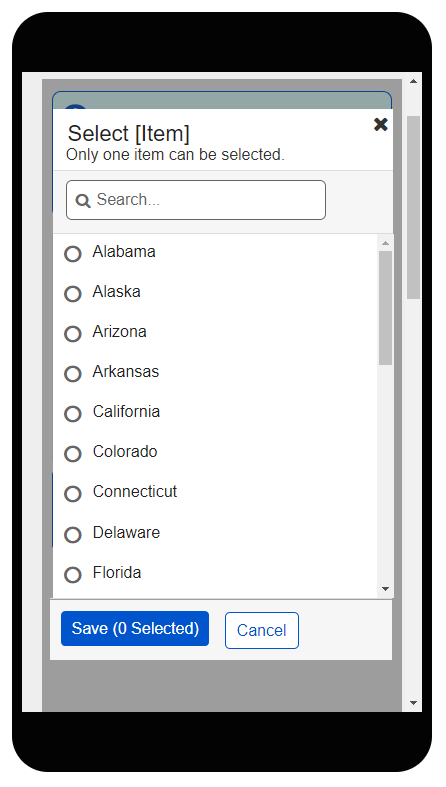 Select [Item]
Only one item can be selected.
Search...
Alabama
Alaska
Arizona
Arkansas
California
Colorado
Connecticut
Delaware
Florida
Save (0 Selected)
Cancel